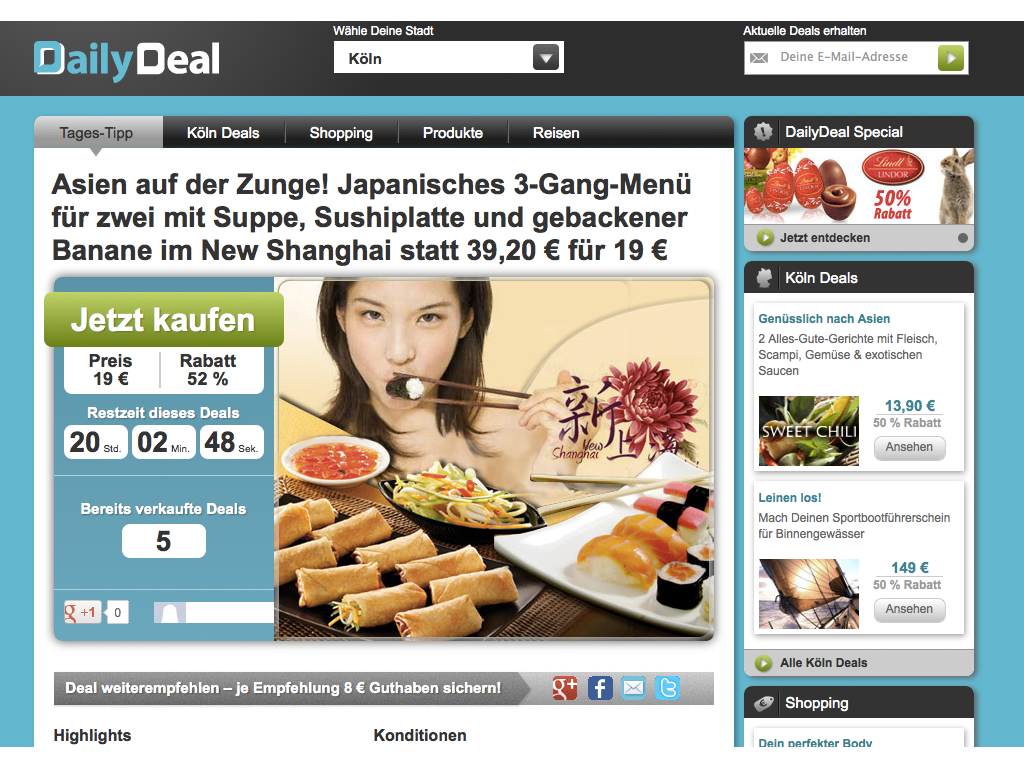 DailyDeal
Wähle Deine Stadt
Köln
Aktuelle Deals erhalten
Deine E-Mail-Adresse
Tages-Tipp
Köln Deals
Shopping
Produkte
Reisen
Asien auf der Zunge! Japanisches 3-Gang-Menü
für zwei mit Suppe, Sushiplatte und gebackener
Banane im New Shanghai statt 39,20 € für 19 €
Jetzt kaufen
Preis
19 €
Rabatt
52 %
Restzeit dieses Deals
20 Std. 02 Min. 48 Sek.
Bereits verkaufte Deals
5
g +1 0
新上海
New
Shanghai
Deal weiterempfehlen – je Empfehlung 8 € Guthaben sichern!
g+ f t
Highlights
Konditionen
DailyDeal Special
Lindt
LINDOR
50%
Rabatt
Jetzt entdecken
Köln Deals
Genüsslich nach Asien
2 Alles-Gute-Gerichte mit Fleisch,
Scampi, Gemüse & exotischen
Saucen
SWEET CHILI
13,90 €
50 % Rabatt
Ansehen
Leinen los!
Mach Deinen Sportbootführerschein
für Binnengewässer
149 €
50 % Rabatt
Ansehen
Alle Köln Deals
€
Shopping
Dein perfekter Body